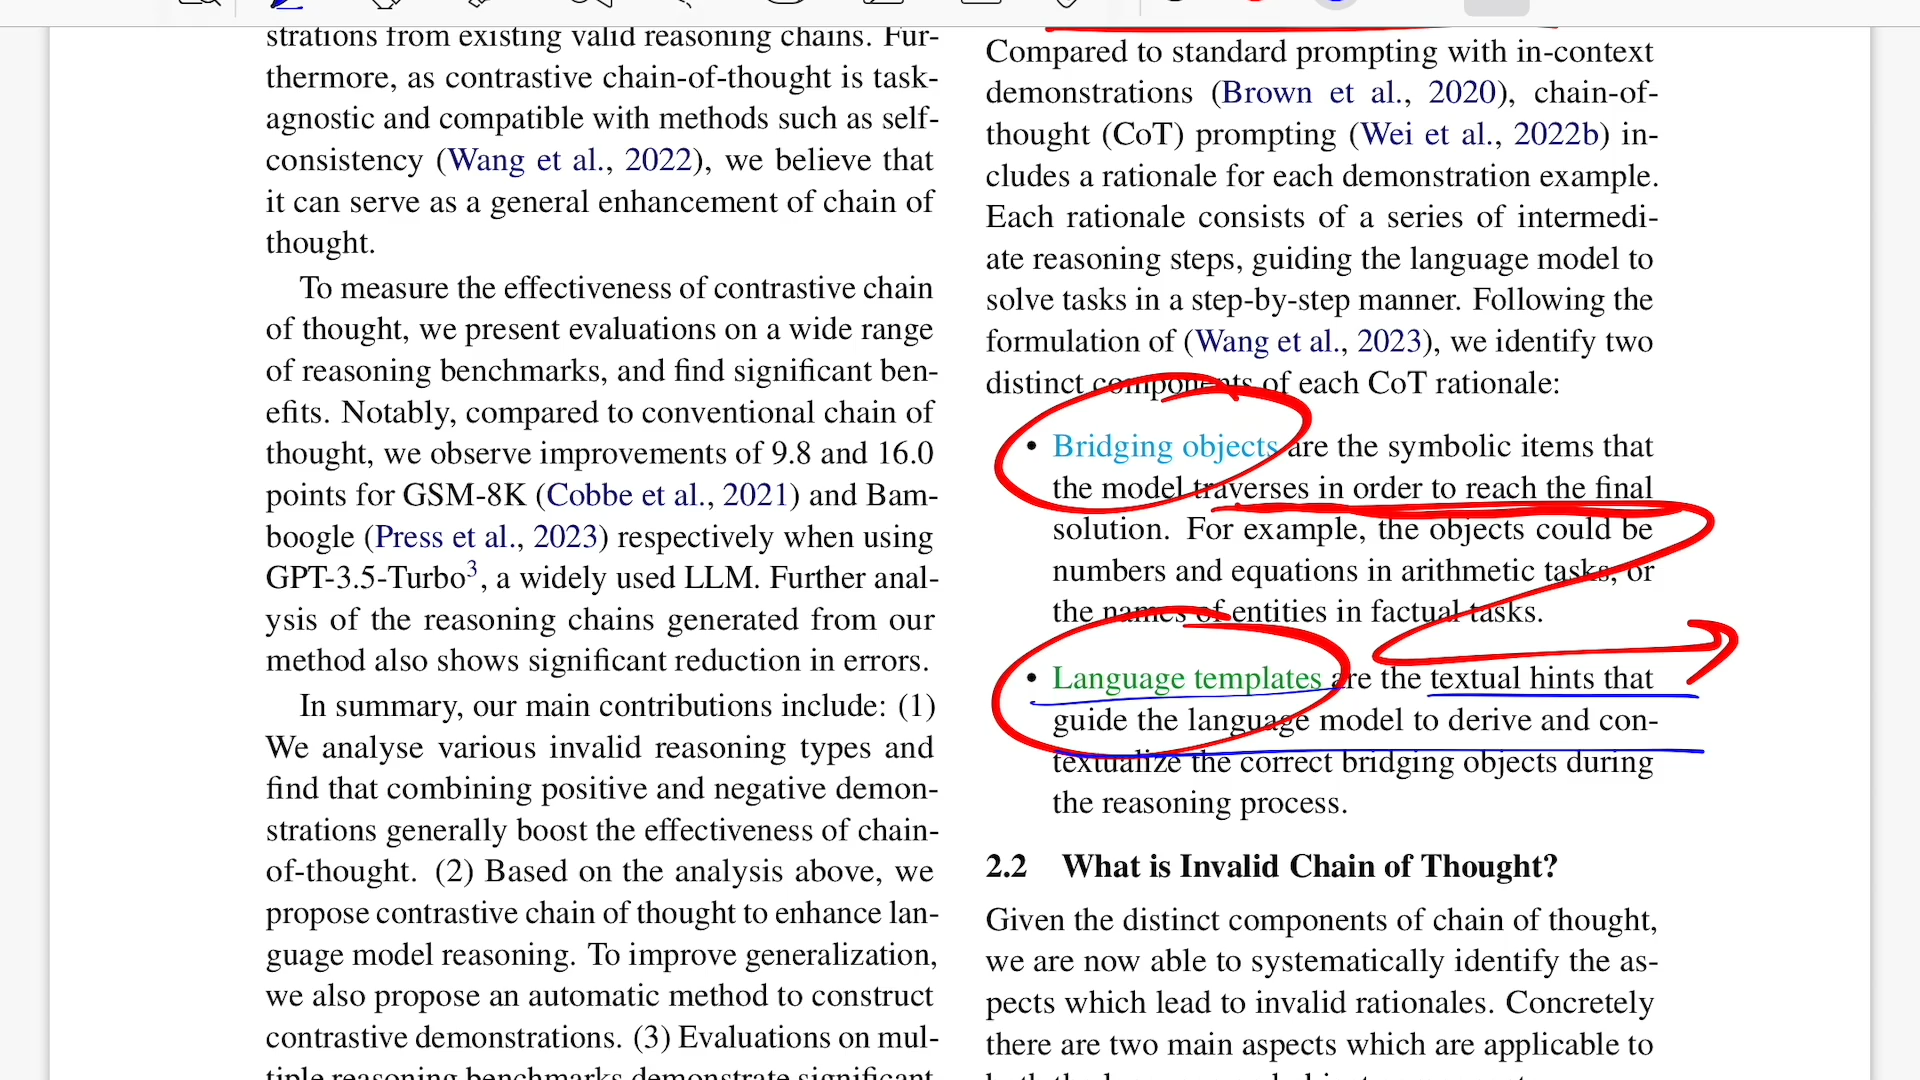 strations from existing valid reasoning chains. Fur-
thermore, as contrastive chain-of-thought is task-
agnostic and compatible with methods such as self-
consistency (Wang et al., 2022), we believe that
it can serve as a general enhancement of chain of
thought.
To measure the effectiveness of contrastive chain
of thought, we present evaluations on a wide range
of reasoning benchmarks, and find significant ben-
efits. Notably, compared to conventional chain of
thought, we observe improvements of 9.8 and 16.0
points for GSM-8K (Cobbe et al., 2021) and Bam-
boogle (Press et al., 2023) respectively when using
GPT-3.5-Turbo³, a widely used LLM. Further anal-
ysis of the reasoning chains generated from our
method also shows significant reduction in errors.
In summary, our main contributions include: (1)
We analyse various invalid reasoning types and
find that combining positive and negative demon-
strations generally boost the effectiveness of chain-
of-thought. (2) Based on the analysis above, we
propose contrastive chain of thought to enhance lan-
guage model reasoning. To improve generalization,
we also propose an automatic method to construct
contrastive demonstrations. (3) Evaluations on mul-
tiple reasoning benchmarks demonstrate significant
Compared to standard prompting with in-context
demonstrations (Brown et al., 2020), chain-of-
thought (CoT) prompting (Wei et al., 2022b) in-
cludes a rationale for each demonstration example.
Each rationale consists of a series of intermedi-
ate reasoning steps, guiding the language model to
solve tasks in a step-by-step manner. Following the
formulation of (Wang et al., 2023), we identify two
distinct components of each CoT rationale:
• Bridging objects are the symbolic items that
the model traverses in order to reach the final
solution. For example, the objects could be
numbers and equations in arithmetic tasks, or
the names of entities in factual tasks.
• Language templates are the textual hints that
guide the language model to derive and con-
textualize the correct bridging objects during
the reasoning process.
2.2 What is Invalid Chain of Thought?
Given the distinct components of chain of thought,
we are now able to systematically identify the as-
pects which lead to invalid rationales. Concretely
there are two main aspects which are applicable to